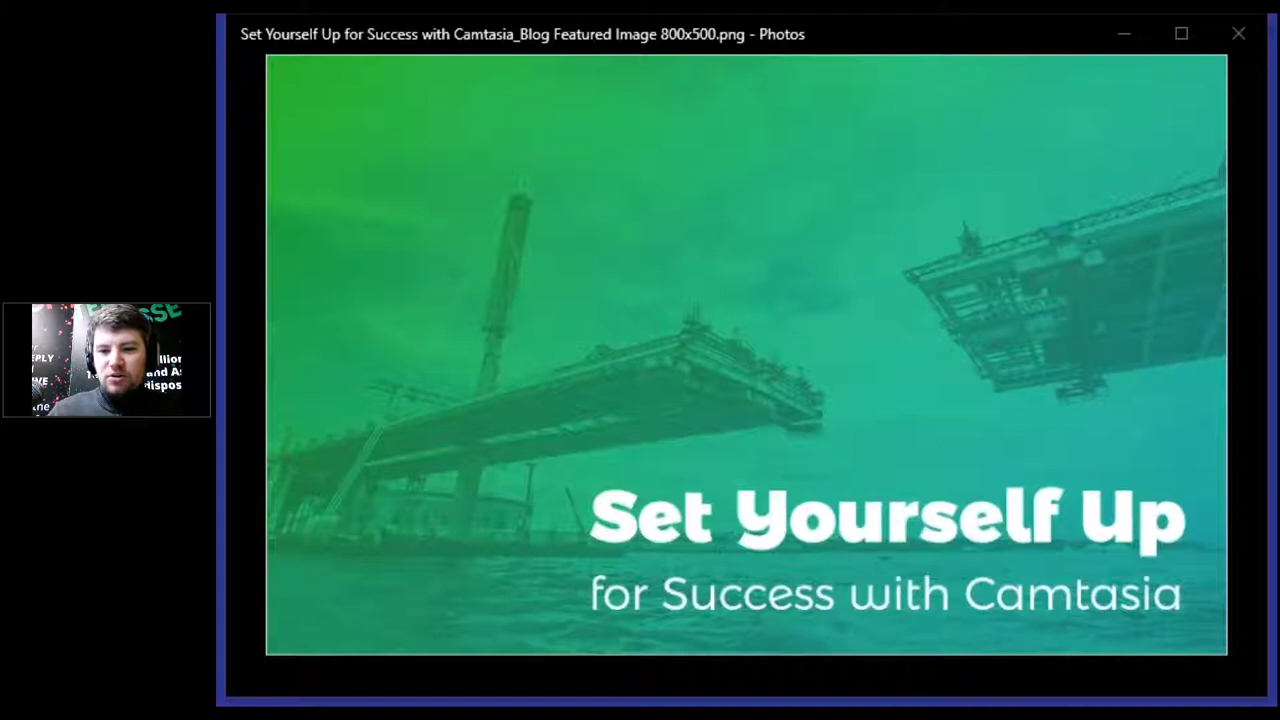 Set Yourself Up for Success with Camtasia_Blog Featured Image 800x500.png - Photos
Set Yourself Up
for Success with Camtasia